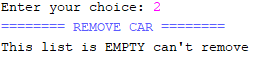 Enter your choice: 2
======== REMOVE CAR ========
This list is EMPTY can't remove